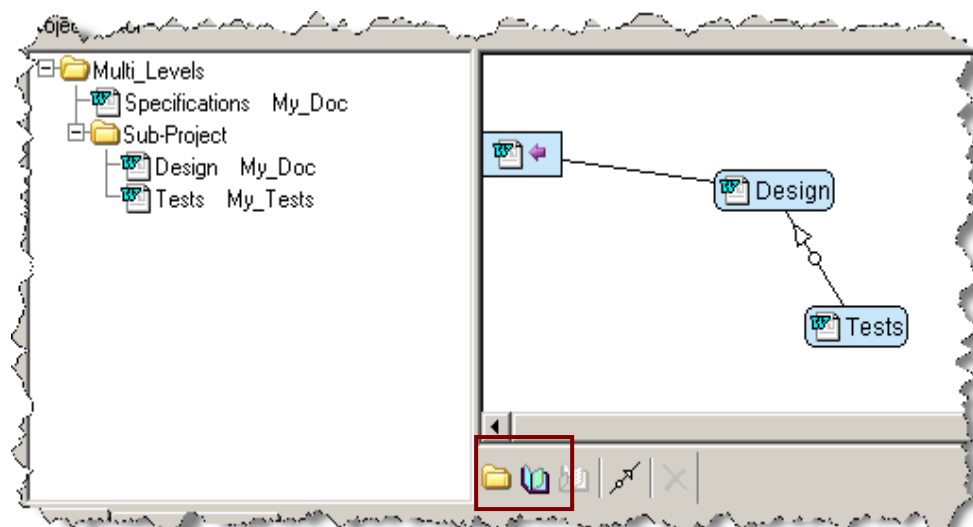 Multi_Levels
Specifications My_Doc
Sub-Project
Design My_Doc
Tests My_Tests
Design
Tests